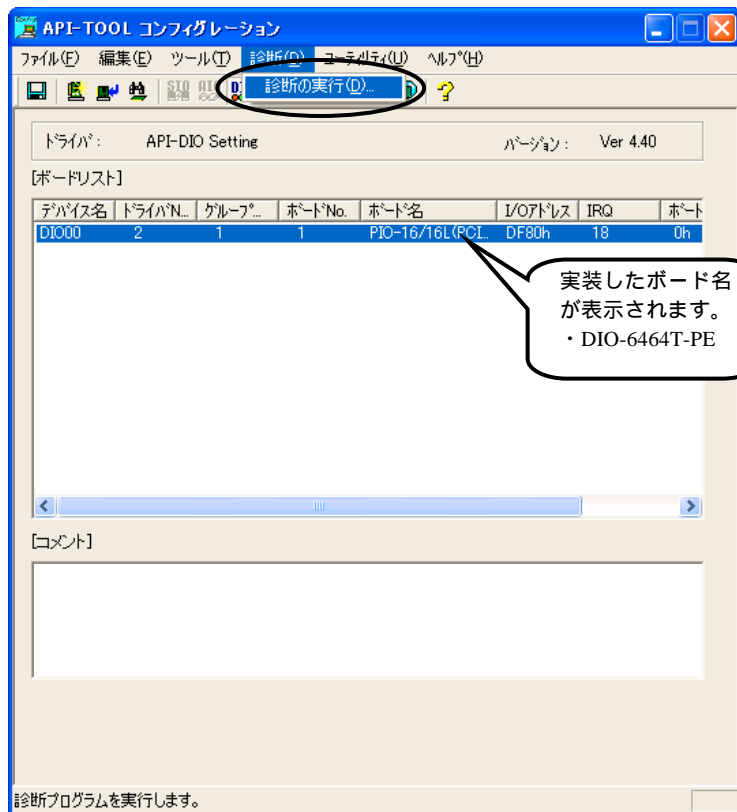 API-TOOL コンフィグレーション
ファイル(F) 編集(E) ツール(T) 診断(D) ユーティリティ(U) ヘルプ(H)
診断の実行(D)...
ドライバ: API-DIO Setting バージョン: Ver 4.40
[ボードリスト]
デバイス名 ドライバN... グループ... ボードNo. ボード名 I/Oアドレス IRQ ボート
DIO00 2 1 1 PIO-16/16L(PCI... DF80h 18 0h
実装したボード名
が表示されます。
・DIO-6464T-PE
[コメント]
診断プログラムを実行します。